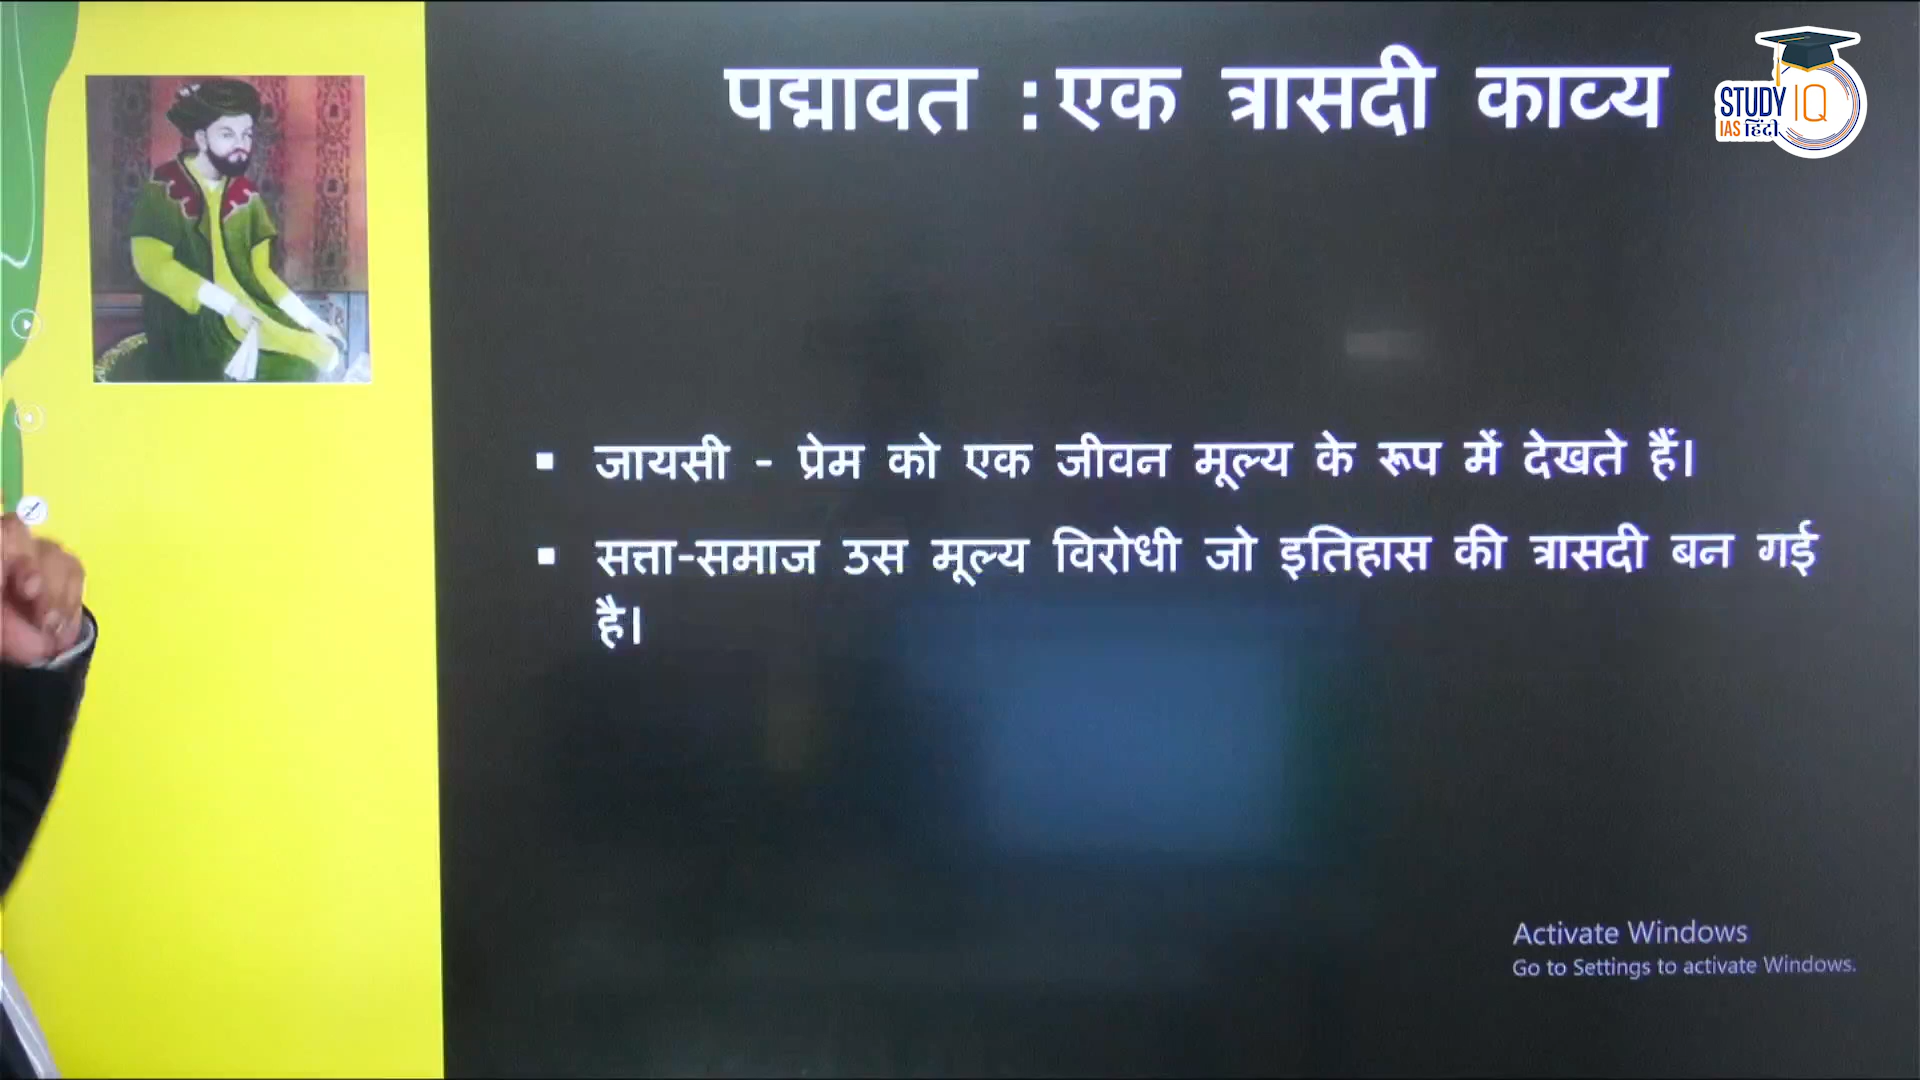 पद्मावत : एक त्रासदी काव्य
STUDY IQ
IAS हिंदी
▪ जायसी - प्रेम को एक जीवन मूल्य के रूप में देखते हैं।
▪ सत्ता-समाज उस मूल्य विरोधी जो इतिहास की त्रासदी बन गई
है।
Activate Windows
Go to Settings to activate Windows.